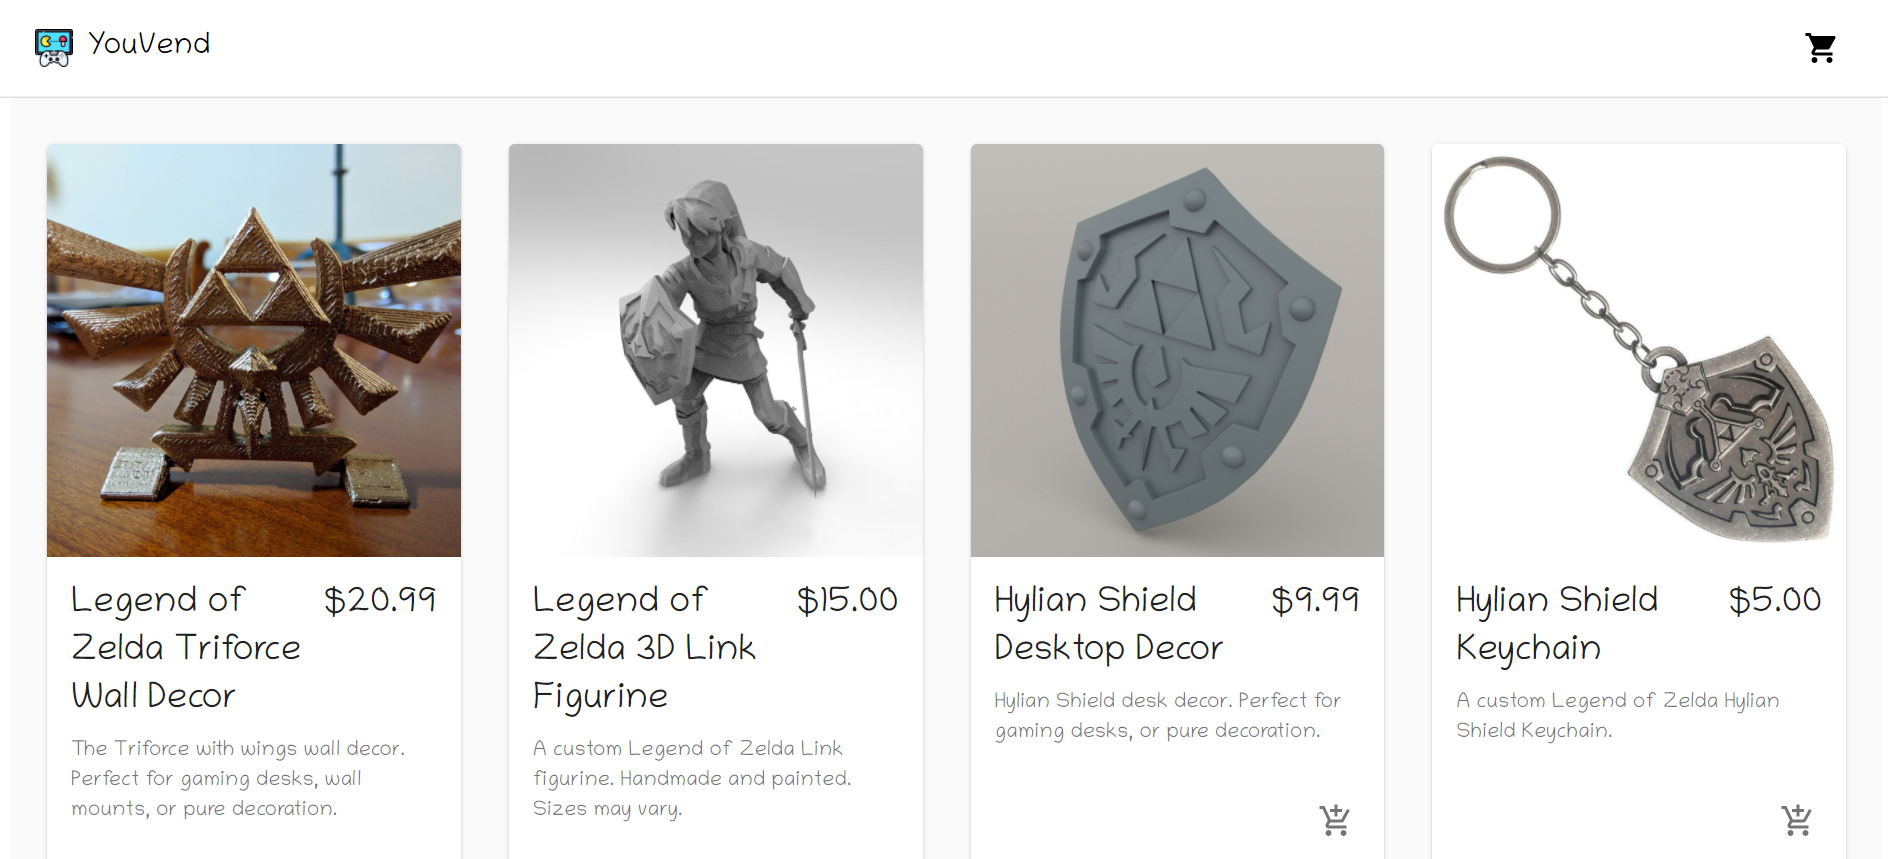 YouVend
Legend of
Zelda Triforce
Wall Decor
$20.99
The Triforce with wings wall decor.
Perfect for gaming desks, wall
mounts, or pure decoration.
Legend of
Zelda 3D Link
Figurine
$15.00
A custom Legend of Zelda Link
figurine. Handmade and painted.
Sizes may vary.
Hylian Shield
Desktop Decor
$9.99
Hylian Shield desk decor. Perfect for
gaming desks, or pure decoration.
Hylian Shield
Keychain
$5.00
A custom Legend of Zelda Hylian
Shield Keychain.